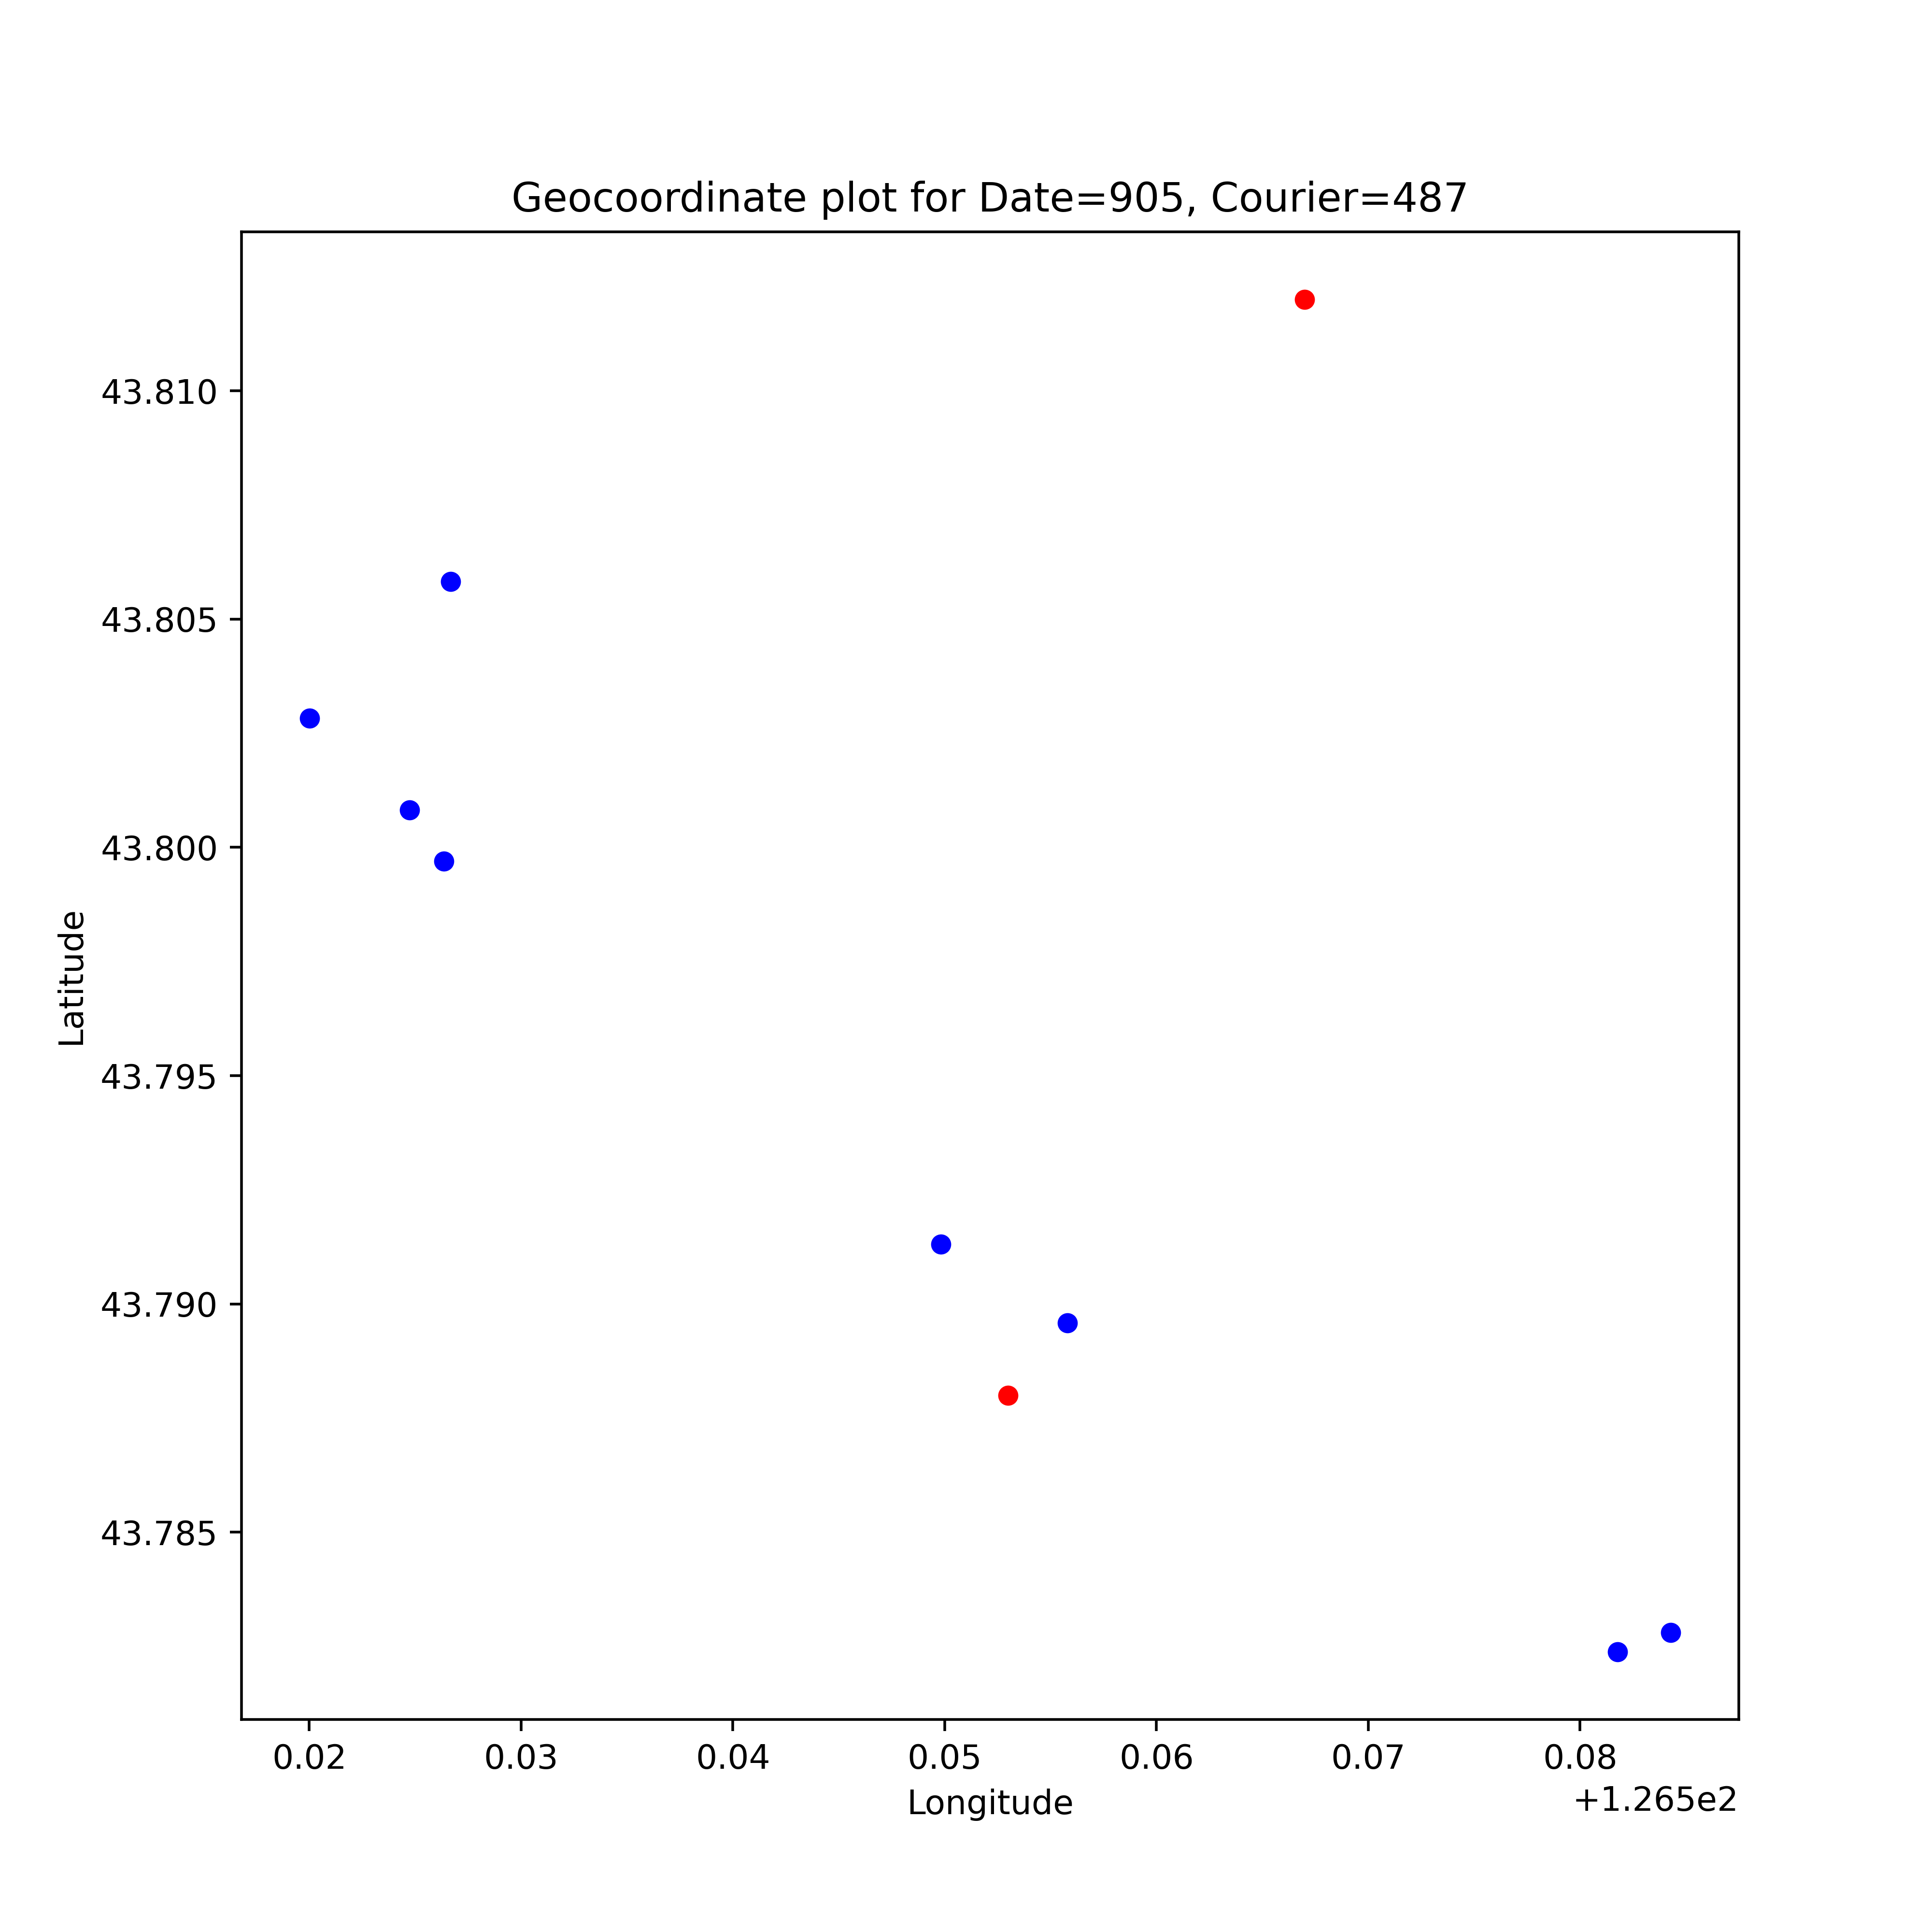 Geocoordinate plot for Date=905, Courier=487
43.810
43.805
43.800
43.795
43.790
43.785
Latitude
0.02 0.03 0.04 0.05 0.06 0.07 0.08
Longitude
+1.265e2